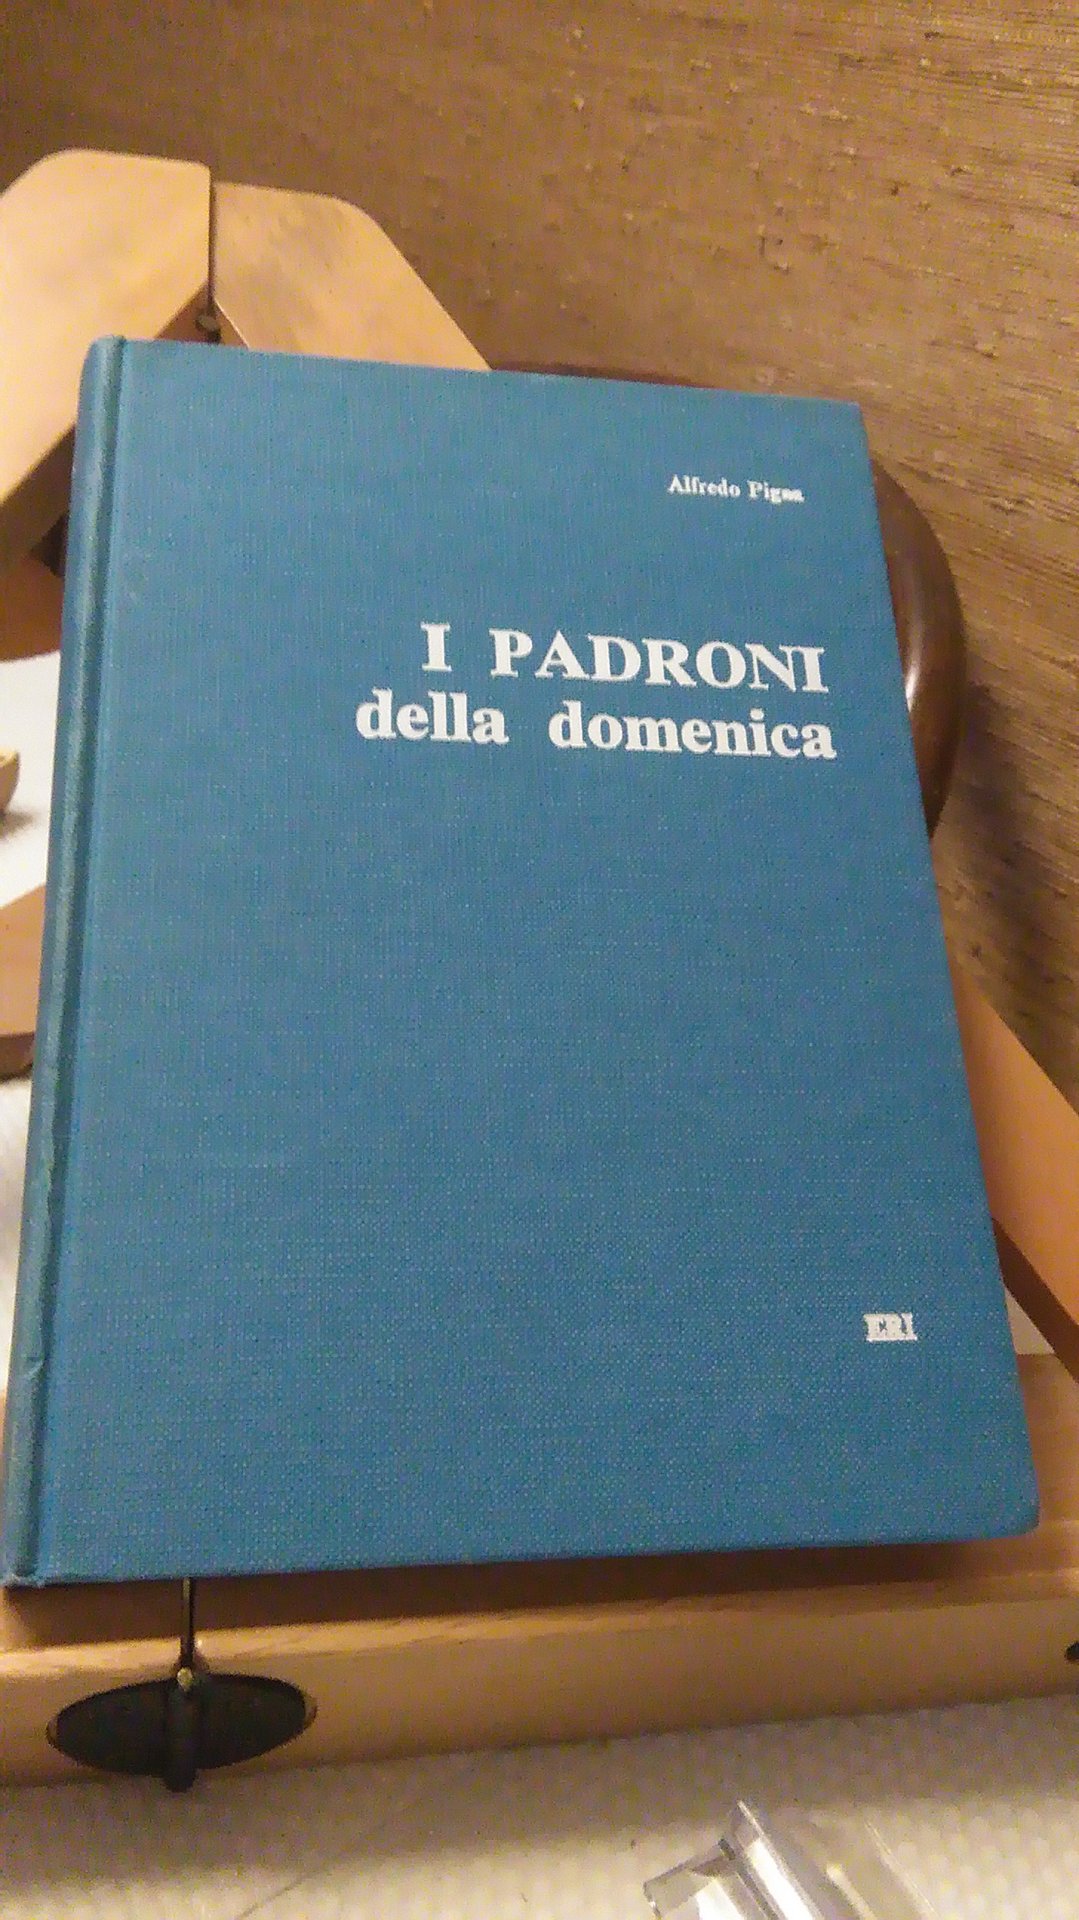 Alfredo Pigna
I PADRONI
della domenica
ERI